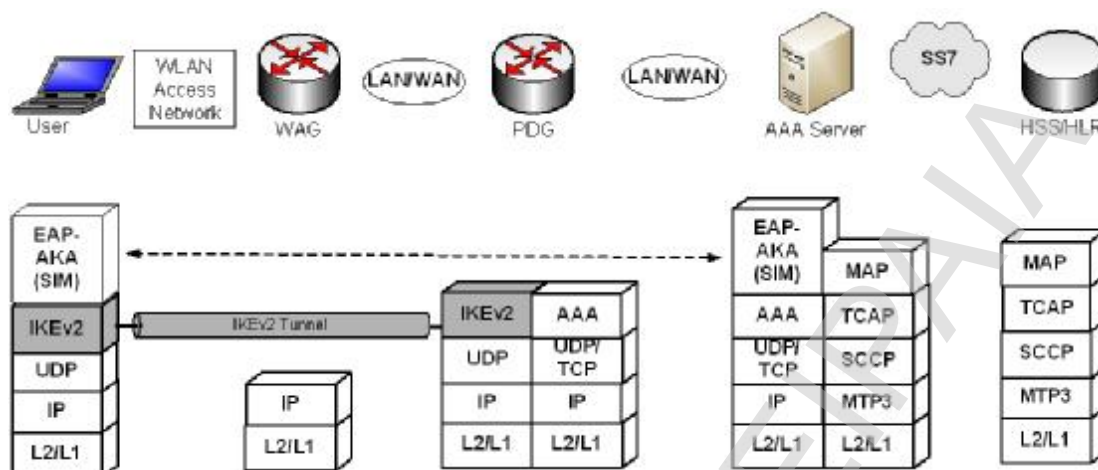 WLAN
Access
Network
LAN/WAN
LAN/WAN
SS7
User
WAG
PDG
AAA Server
HSS/HLR
EAP-
AKA
(SIM)
IKEv2
UDP
IP
L2/L1
IKEv2 Tunnel
IP
L2/L1
IKEv2
UDP
IP
L2/L1
AAA
UDP/
TCP
IP
L2/L1
EAP-
AKA
(SIM)
AAA
UDP/
TCP
IP
L2/L1
MAP
TCAP
SCCP
MTP3
L2/L1
MAP
TCAP
SCCP
MTP3
L2/L1